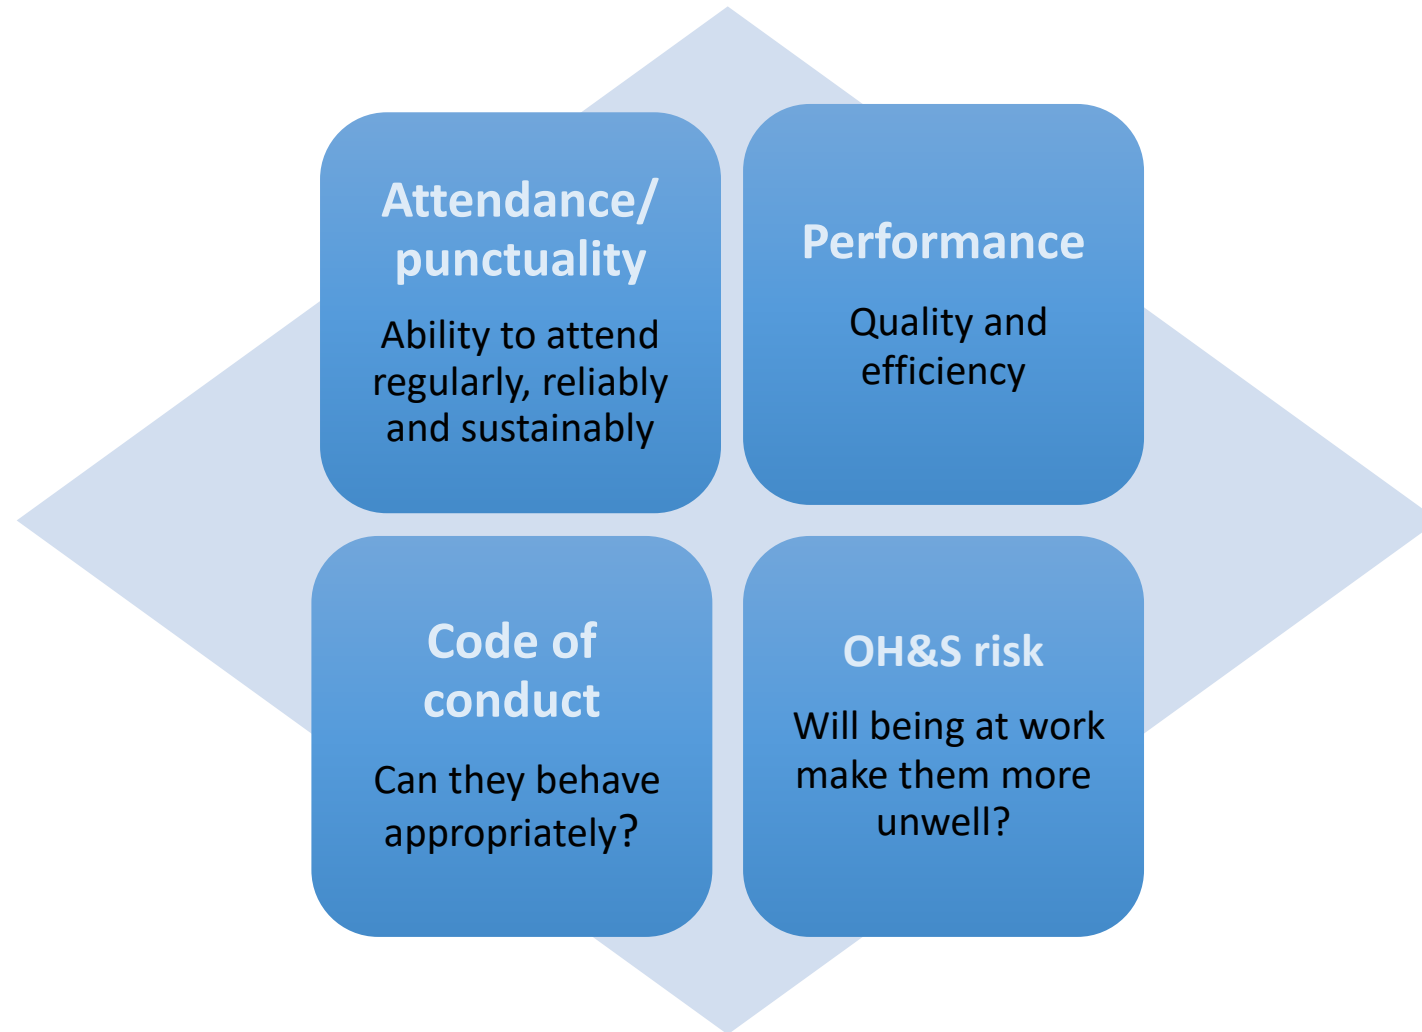 Attendance/
punctuality
Ability to attend
regularly, reliably
and sustainably
Performance
Quality and
efficiency
Code of
conduct
Can they behave
appropriately?
OH&S risk
Will being at work
make them more
unwell?